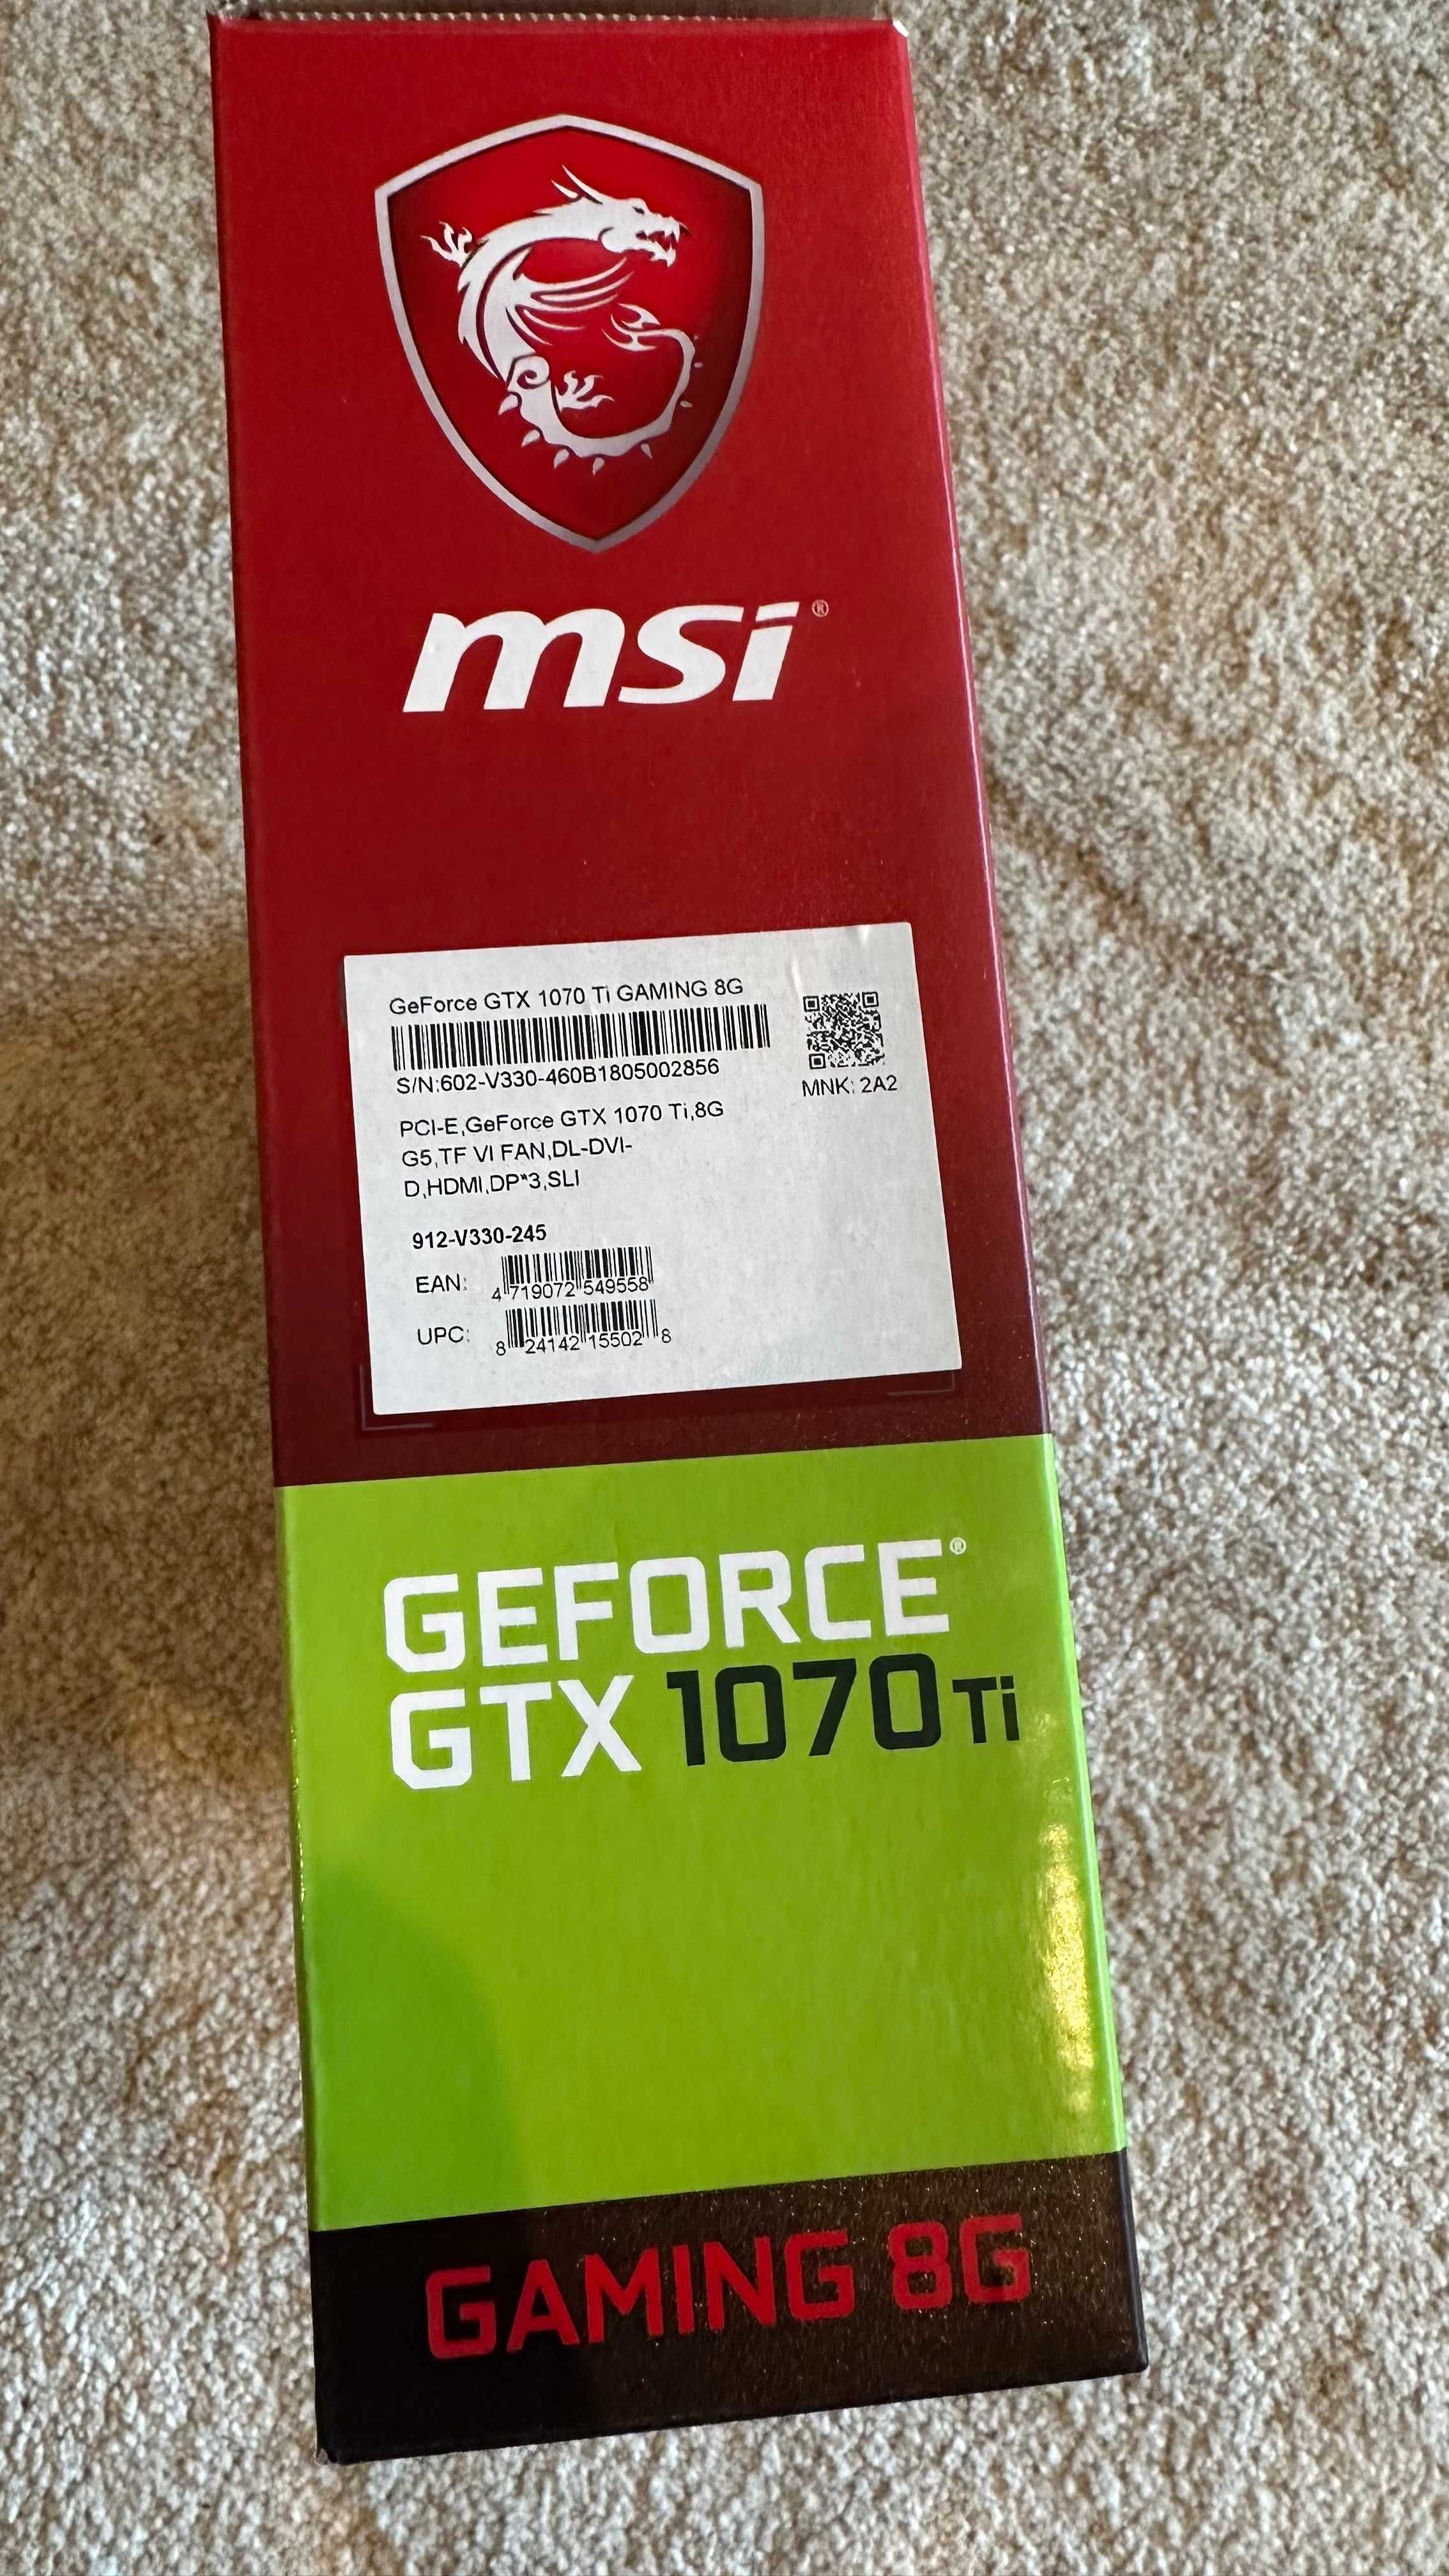 msi®
GeForce GTX 1070 Ti GAMING 8G
S/N:602-V330-460B1805002856
MNK: 2A2
PCI-E,GeForce GTX 1070 Ti,8G
G5,TF VI FAN,DL-DVI-
D,HDMI,DP*3,SLI
912-V330-245
EAN: 4 719072 549558
UPC: 8 24142 15502 8
GEFORCE®
GTX 1070 Ti
GAMING 8G